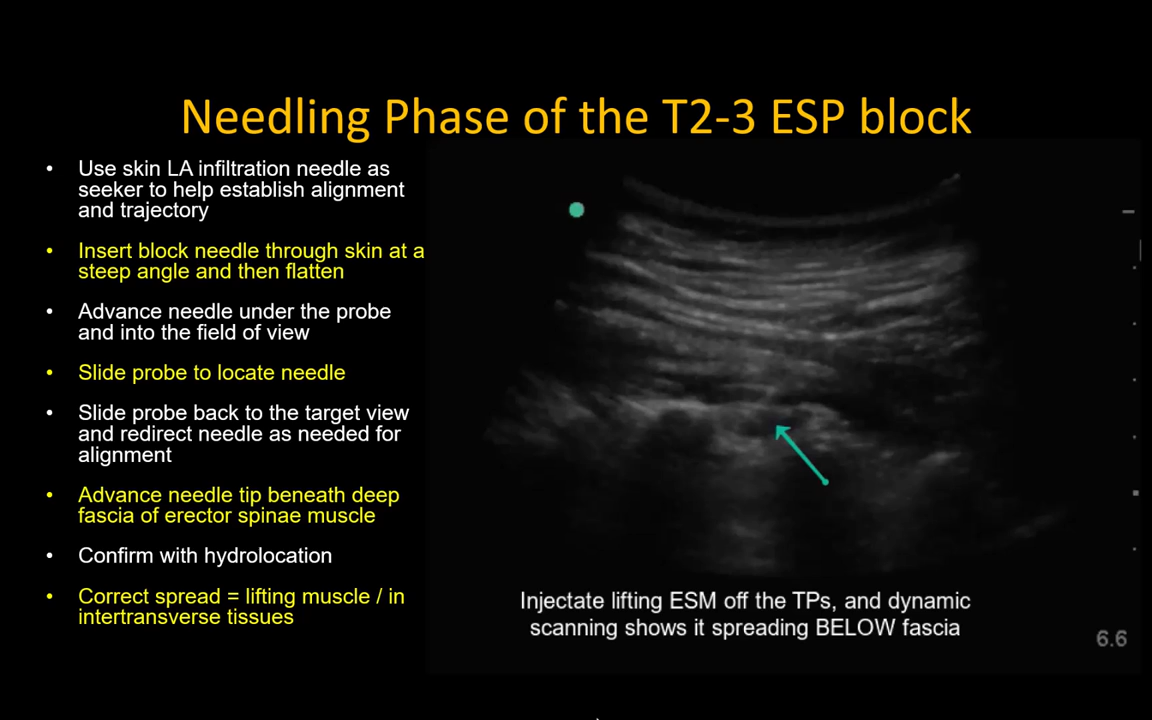 Needling Phase of the T2-3 ESP block
• Use skin LA infiltration needle as
seeker to help establish alignment
and trajectory
• Insert block needle through skin at a
steep angle and then flatten
• Advance needle under the probe
and into the field of view
• Slide probe to locate needle
• Slide probe back to the target view
and redirect needle as needed for
alignment
• Advance needle tip beneath deep
fascia of erector spinae muscle
• Confirm with hydrolocation
• Correct spread = lifting muscle / in
intertransverse tissues
Injectate lifting ESM off the TPs, and dynamic
scanning shows it spreading BELOW fascia
6.6